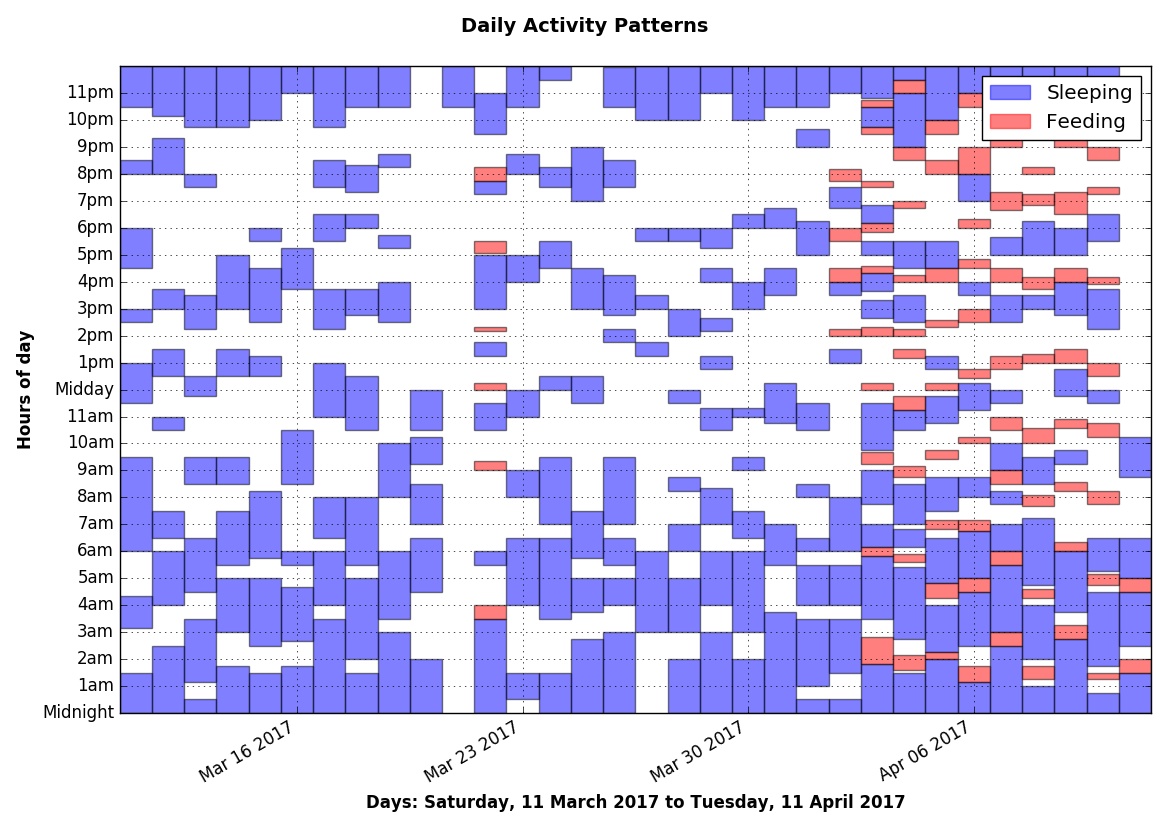 Daily Activity Patterns
Sleeping
Feeding
Hours of day
11pm
10pm
9pm
8pm
7pm
6pm
5pm
4pm
3pm
2pm
1pm
Midday
11am
10am
9am
8am
7am
6am
5am
4am
3am
2am
1am
Midnight
Mar 16 2017
Mar 23 2017
Mar 30 2017
Apr 06 2017
Days: Saturday, 11 March 2017 to Tuesday, 11 April 2017